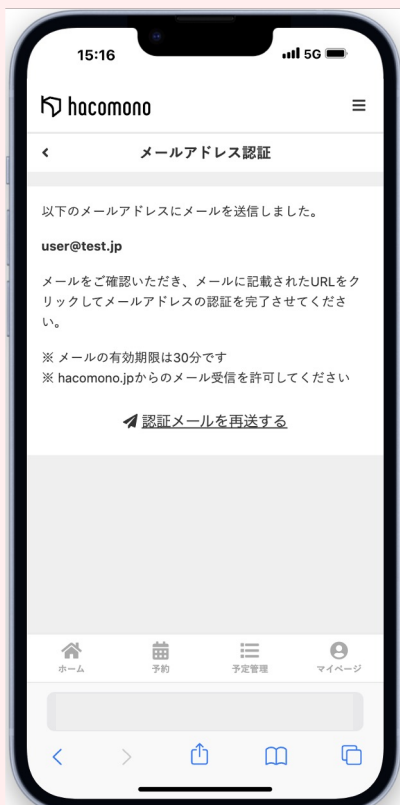 15:16
5G
hacomono
メールアドレス認証
以下のメールアドレスにメールを送信しました。
user@test.jp
メールをご確認いただき、メールに記載されたURLをク
リックしてメールアドレスの認証を完了させてくださ
い。
※ メールの有効期限は30分です
※ hacomono.jpからのメール受信を許可してください
認証メールを再送する
ホーム
予約
予定管理
マイページ